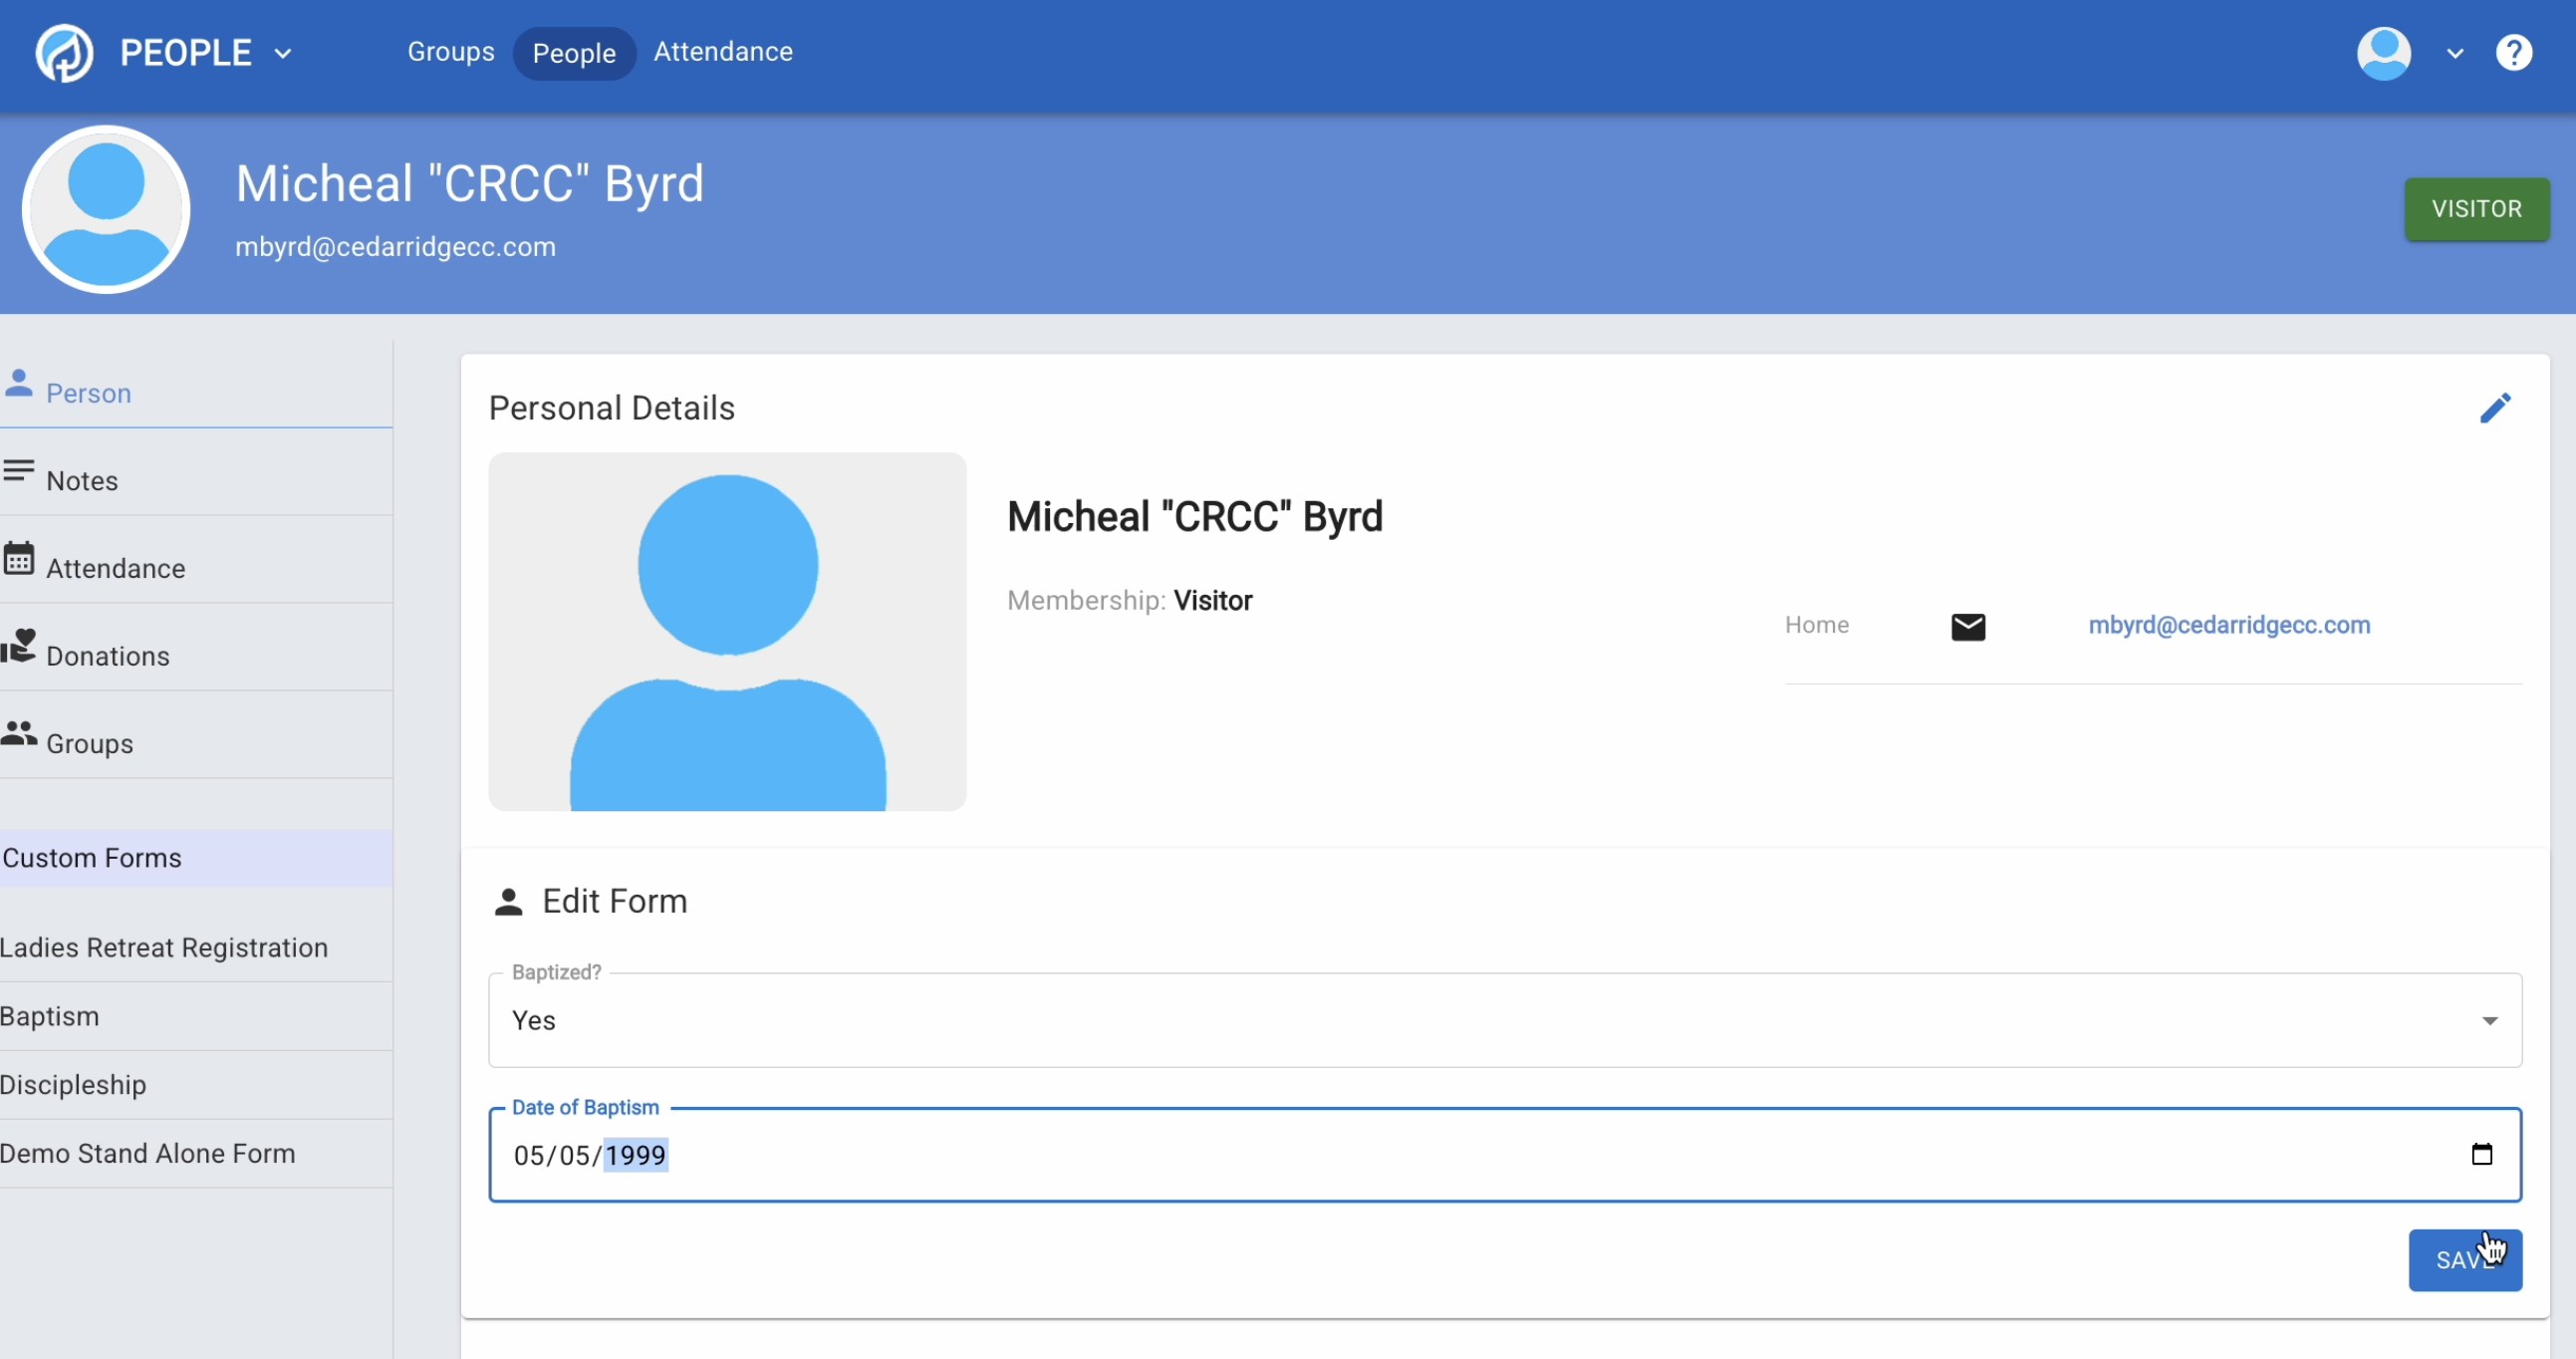 PEOPLE
Groups People Attendance
Micheal "CRCC" Byrd
mbyrd@cedarridgecc.com
VISITOR
Person
Notes
Attendance
Donations
Groups
Custom Forms
Ladies Retreat Registration
Baptism
Discipleship
Demo Stand Alone Form
Personal Details
Micheal "CRCC" Byrd
Membership: Visitor
Home mbyrd@cedarridgecc.com
Edit Form
Baptized?
Yes
Date of Baptism
05/05/1999
SAVE